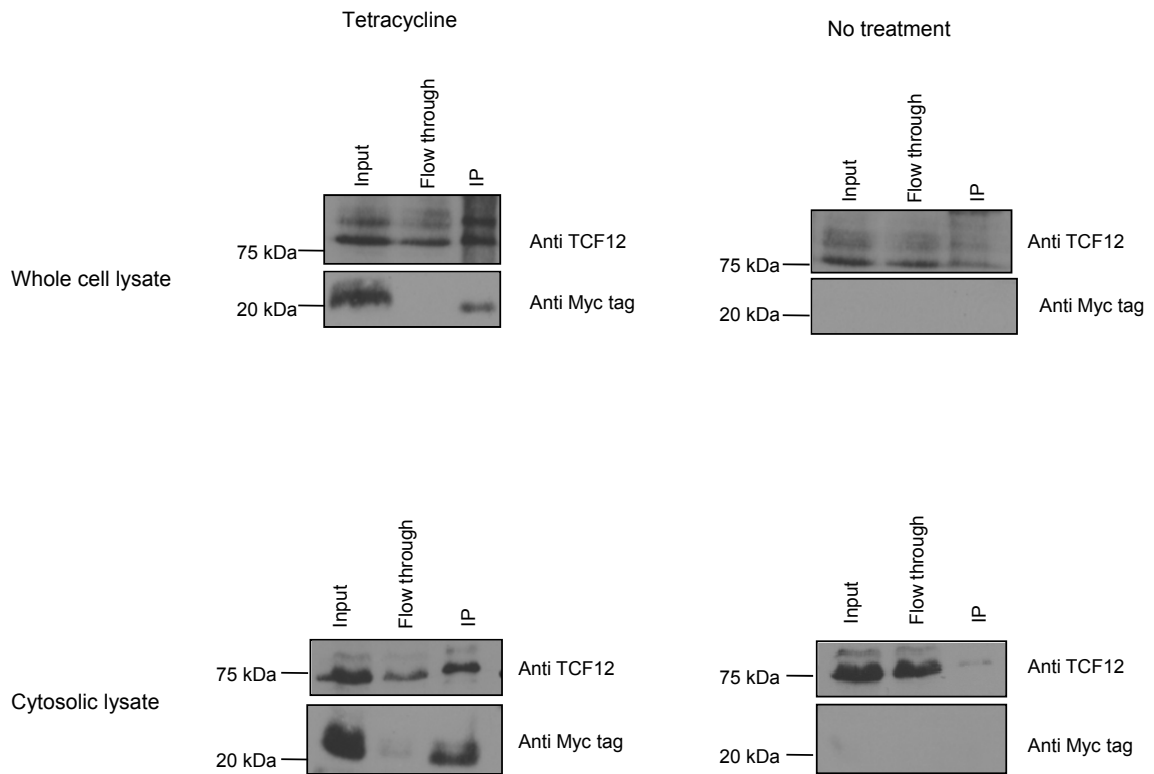 Tetracycline
No treatment
Input
Flow through
IP
Input
Flow through
IP
75 kDa
Anti TCF12
75 kDa
Anti TCF12
Whole cell lysate
20 kDa
Anti Myc tag
20 kDa
Anti Myc tag
Input
Flow through
IP
Input
Flow through
IP
75 kDa
Anti TCF12
75 kDa
Anti TCF12
Cytosolic lysate
20 kDa
Anti Myc tag
20 kDa
Anti Myc tag